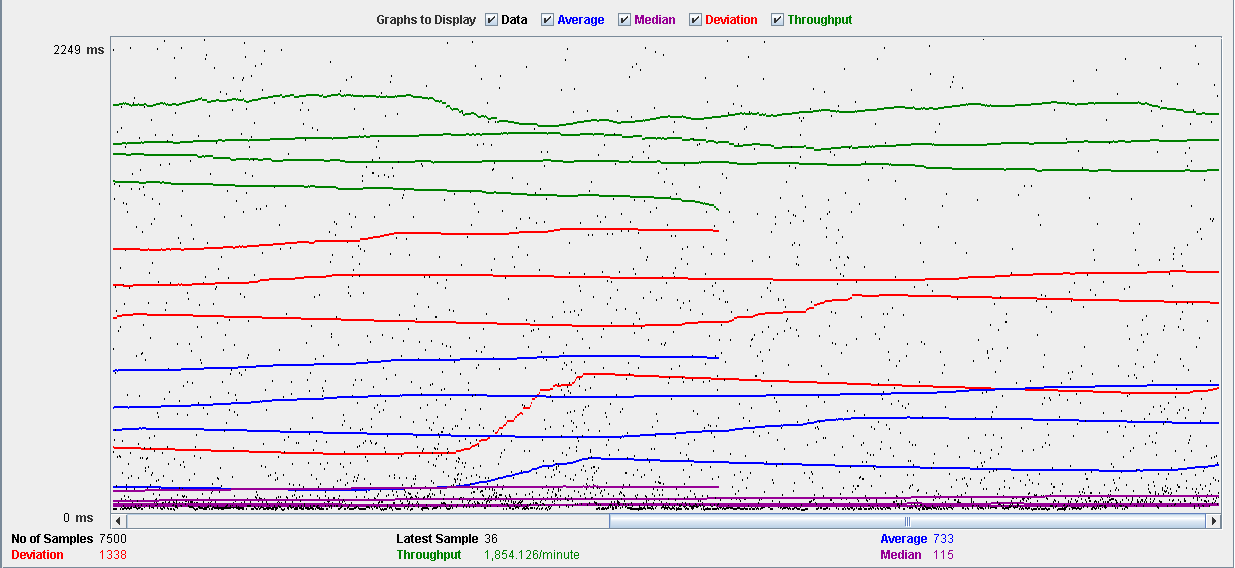 Graphs to Display Data Average Median Deviation Throughput
2249 ms
0 ms
No of Samples 7500 Latest Sample 36 Average 733
Deviation 1338 Throughput 1,854.126/minute Median 115